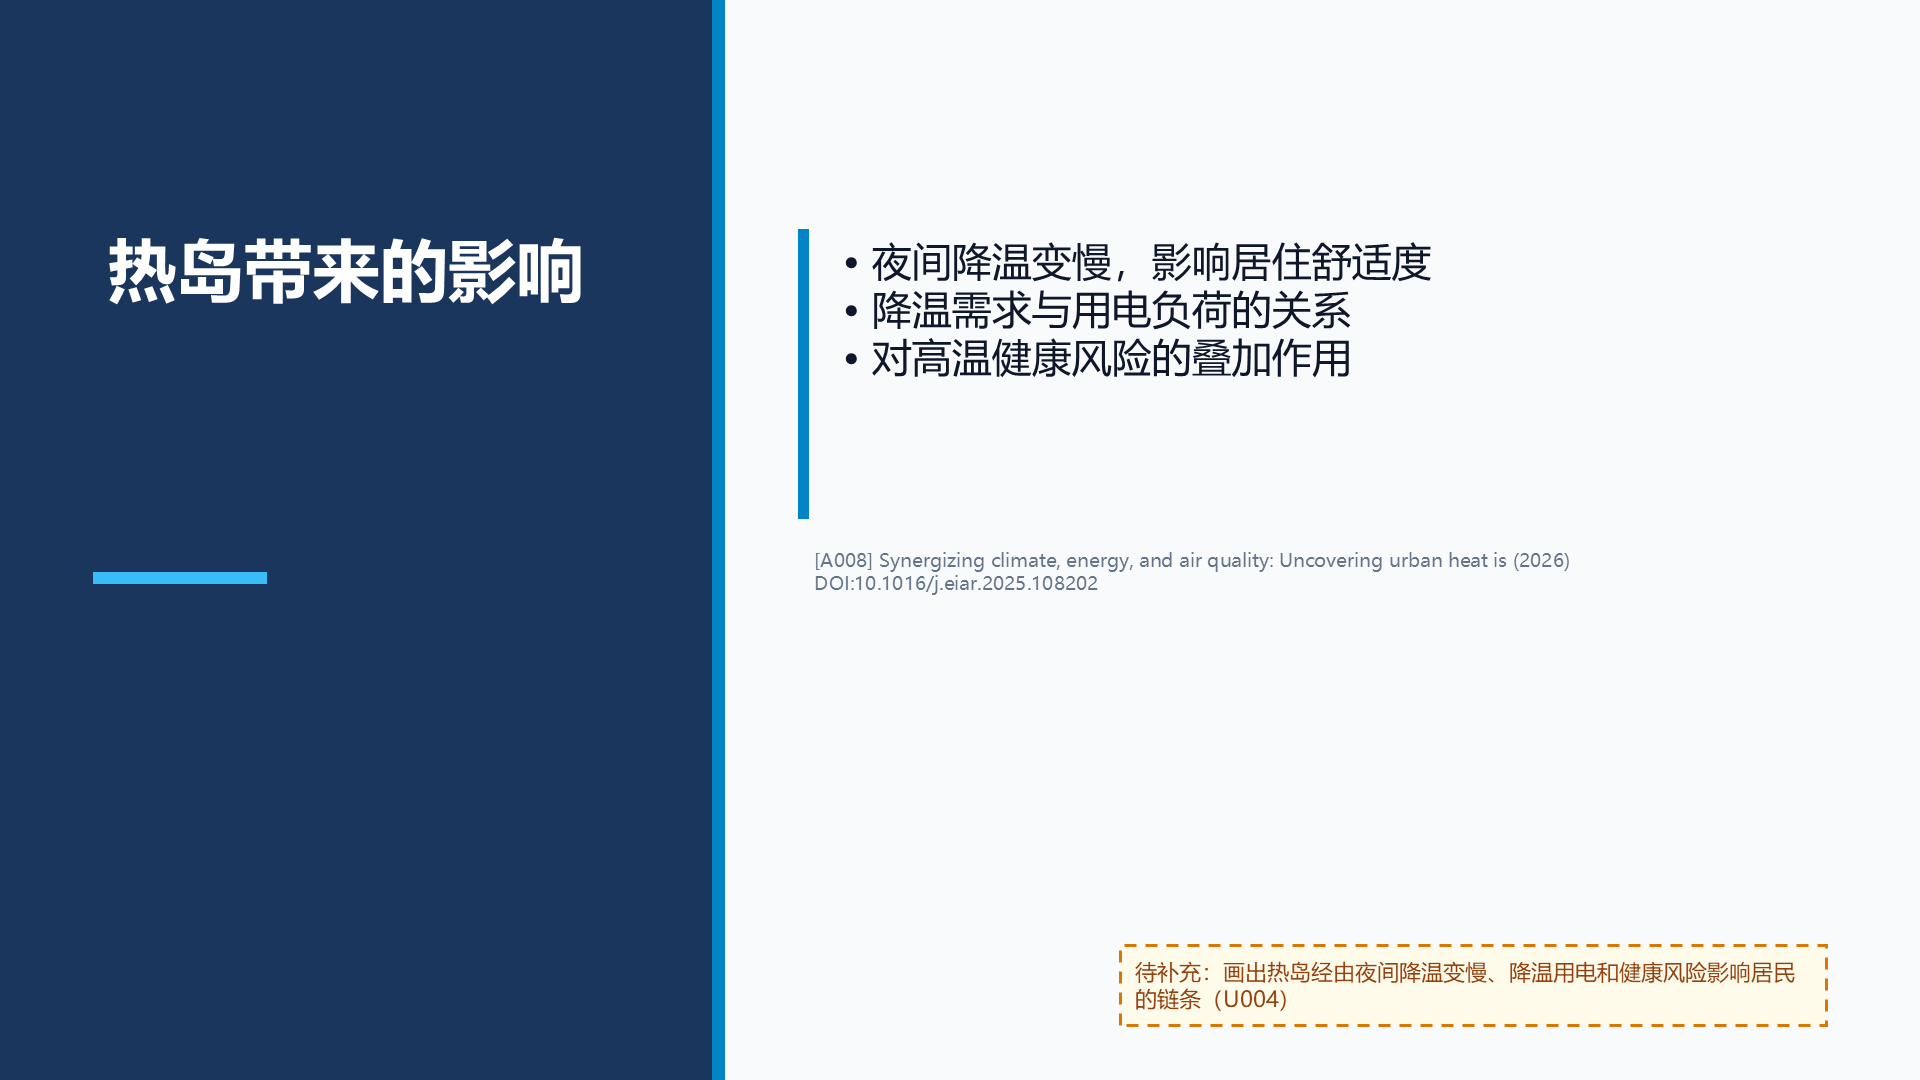 热岛带来的影响
• 夜间降温变慢，影响居住舒适度
• 降温需求与用电负荷的关系
• 对高温健康风险的叠加作用
[A008] Synergizing climate, energy, and air quality: Uncovering urban heat is (2026)
DOI:10.1016/j.eiar.2025.108202
待补充：画出热岛经由夜间降温变慢、降温用电和健康风险影响居民
的链条（U004）